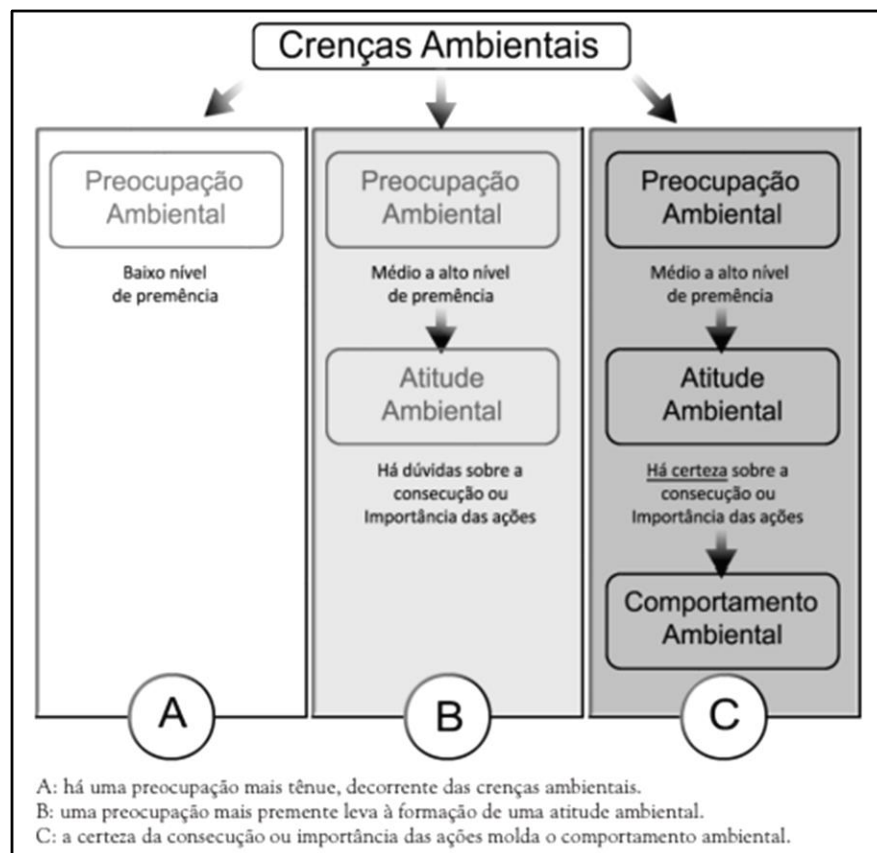 Crenças Ambientais
Preocupação
Ambiental
Baixo nível
de premência
A
Preocupação
Ambiental
Médio a alto nível
de premência
Atitude
Ambiental
Há dúvidas sobre a
consecução ou
Importância das ações
B
Preocupação
Ambiental
Médio a alto nível
de premência
Atitude
Ambiental
Há certeza sobre a
consecução ou
Importância das ações
Comportamento
Ambiental
C
A: há uma preocupação mais tênue, decorrente das crenças ambientais.
B: uma preocupação mais premente leva à formação de uma atitude ambiental.
C: a certeza da consecução ou importância das ações molda o comportamento ambiental.